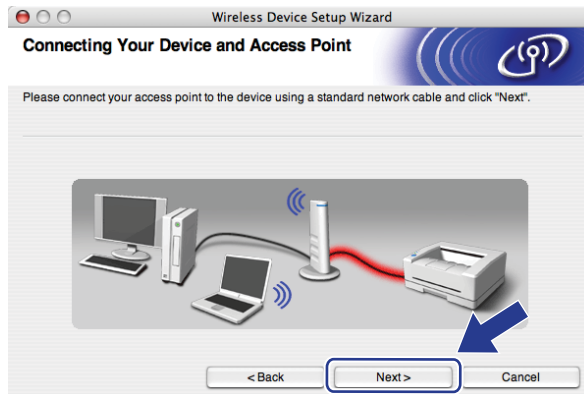 Wireless Device Setup Wizard
Connecting Your Device and Access Point
Please connect your access point to the device using a standard network cable and click "Next".
< Back Next > Cancel